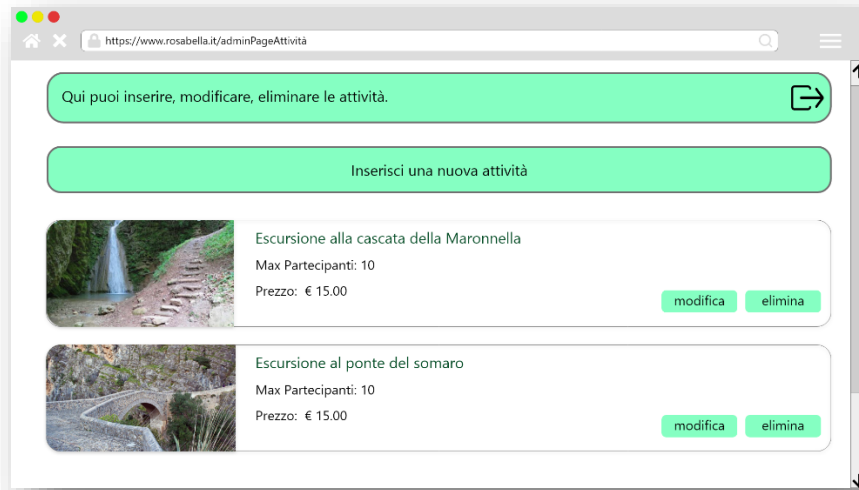 https://www.rosabella.it/adminPageAttività
Qui puoi inserire, modificare, eliminare le attività.
Inserisci una nuova attività
Escursione alla cascata della Maronnella
Max Partecipanti: 10
Prezzo: € 15.00
modifica elimina
Escursione al ponte del somaro
Max Partecipanti: 10
Prezzo: € 15.00
modifica elimina